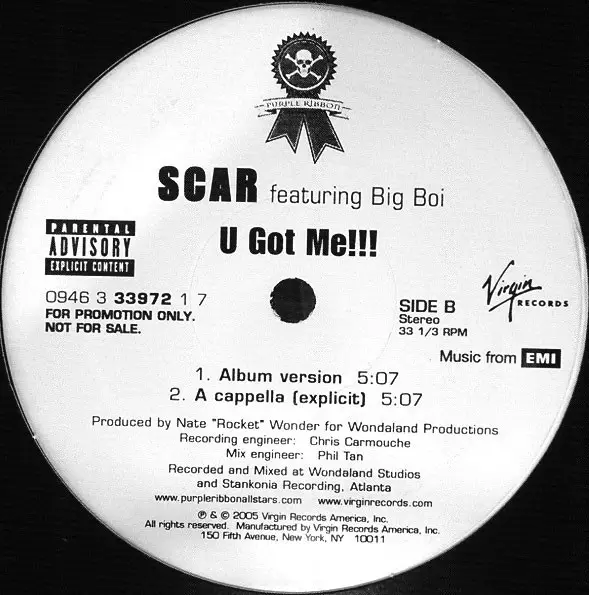 PURPLE RIBBON
SCAR featuring Big Boi
U Got Me!!!
PARENTAL
ADVISORY
EXPLICIT CONTENT
0946 3 33972 1 7
FOR PROMOTION ONLY.
NOT FOR SALE.
SIDE B
Stereo
33 1/3 RPM
Virgin
RECORDS
Music from EMI
1. Album version 5:07
2. A cappella (explicit) 5:07
Produced by Nate "Rocket" Wonder for Wondaland Productions
Recording engineer: Chris Carmouche
Mix engineer: Phil Tan
Recorded and Mixed at Wondaland Studios
and Stankonia Recording, Atlanta
www.purpleribbonallstars.com www.virginrecords.com
℗ & © 2005 Virgin Records America, Inc.
All rights reserved. Manufactured by Virgin Records America, Inc.
150 Fifth Avenue, New York, NY 10011